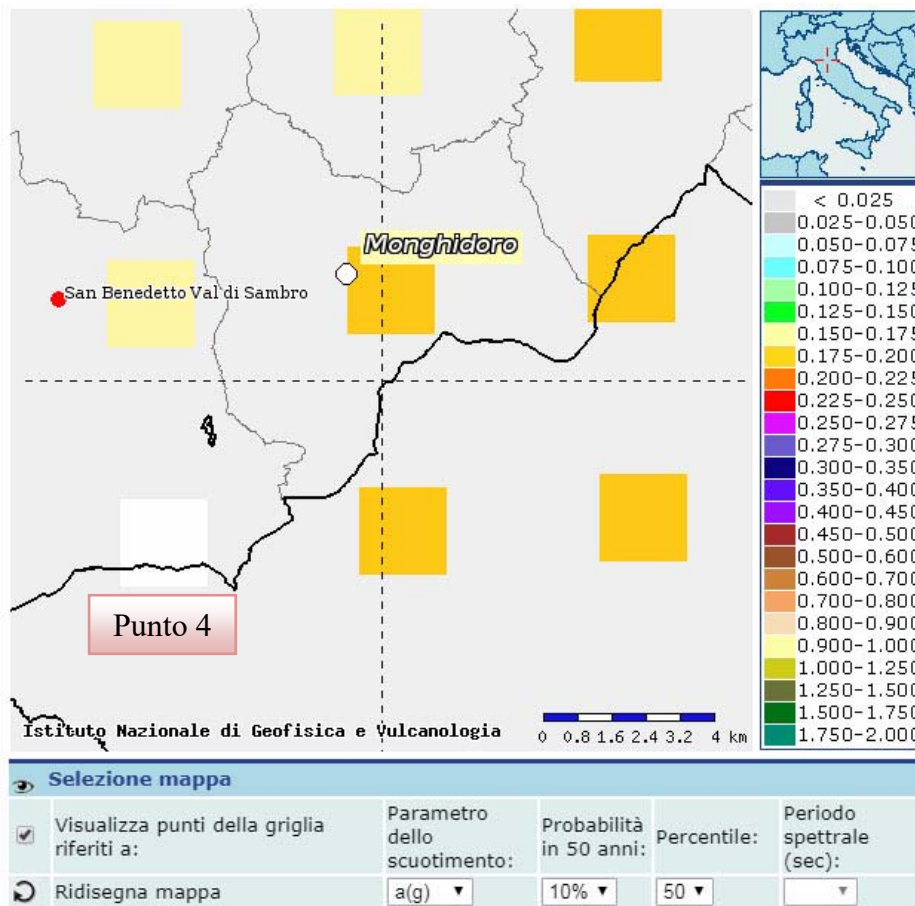 Monghidoro
San Benedetto Val di Sambro
Punto 4
Istituto Nazionale di Geofisica e Vulcanologia
0 0.8 1.6 2.4 3.2 4 km
< 0.025
0.025-0.050
0.050-0.075
0.075-0.100
0.100-0.125
0.125-0.150
0.150-0.175
0.175-0.200
0.200-0.225
0.225-0.250
0.250-0.275
0.275-0.300
0.300-0.350
0.350-0.400
0.400-0.450
0.450-0.500
0.500-0.600
0.600-0.700
0.700-0.800
0.800-0.900
0.900-1.000
1.000-1.250
1.250-1.500
1.500-1.750
1.750-2.000
Selezione mappa
Visualizza punti della griglia
riferiti a:
Parametro
dello
scuotimento:
Probabilità
in 50 anni:
Percentile:
Periodo
spettrale
(sec):
Ridisegna mappa
a(g)
10%
50